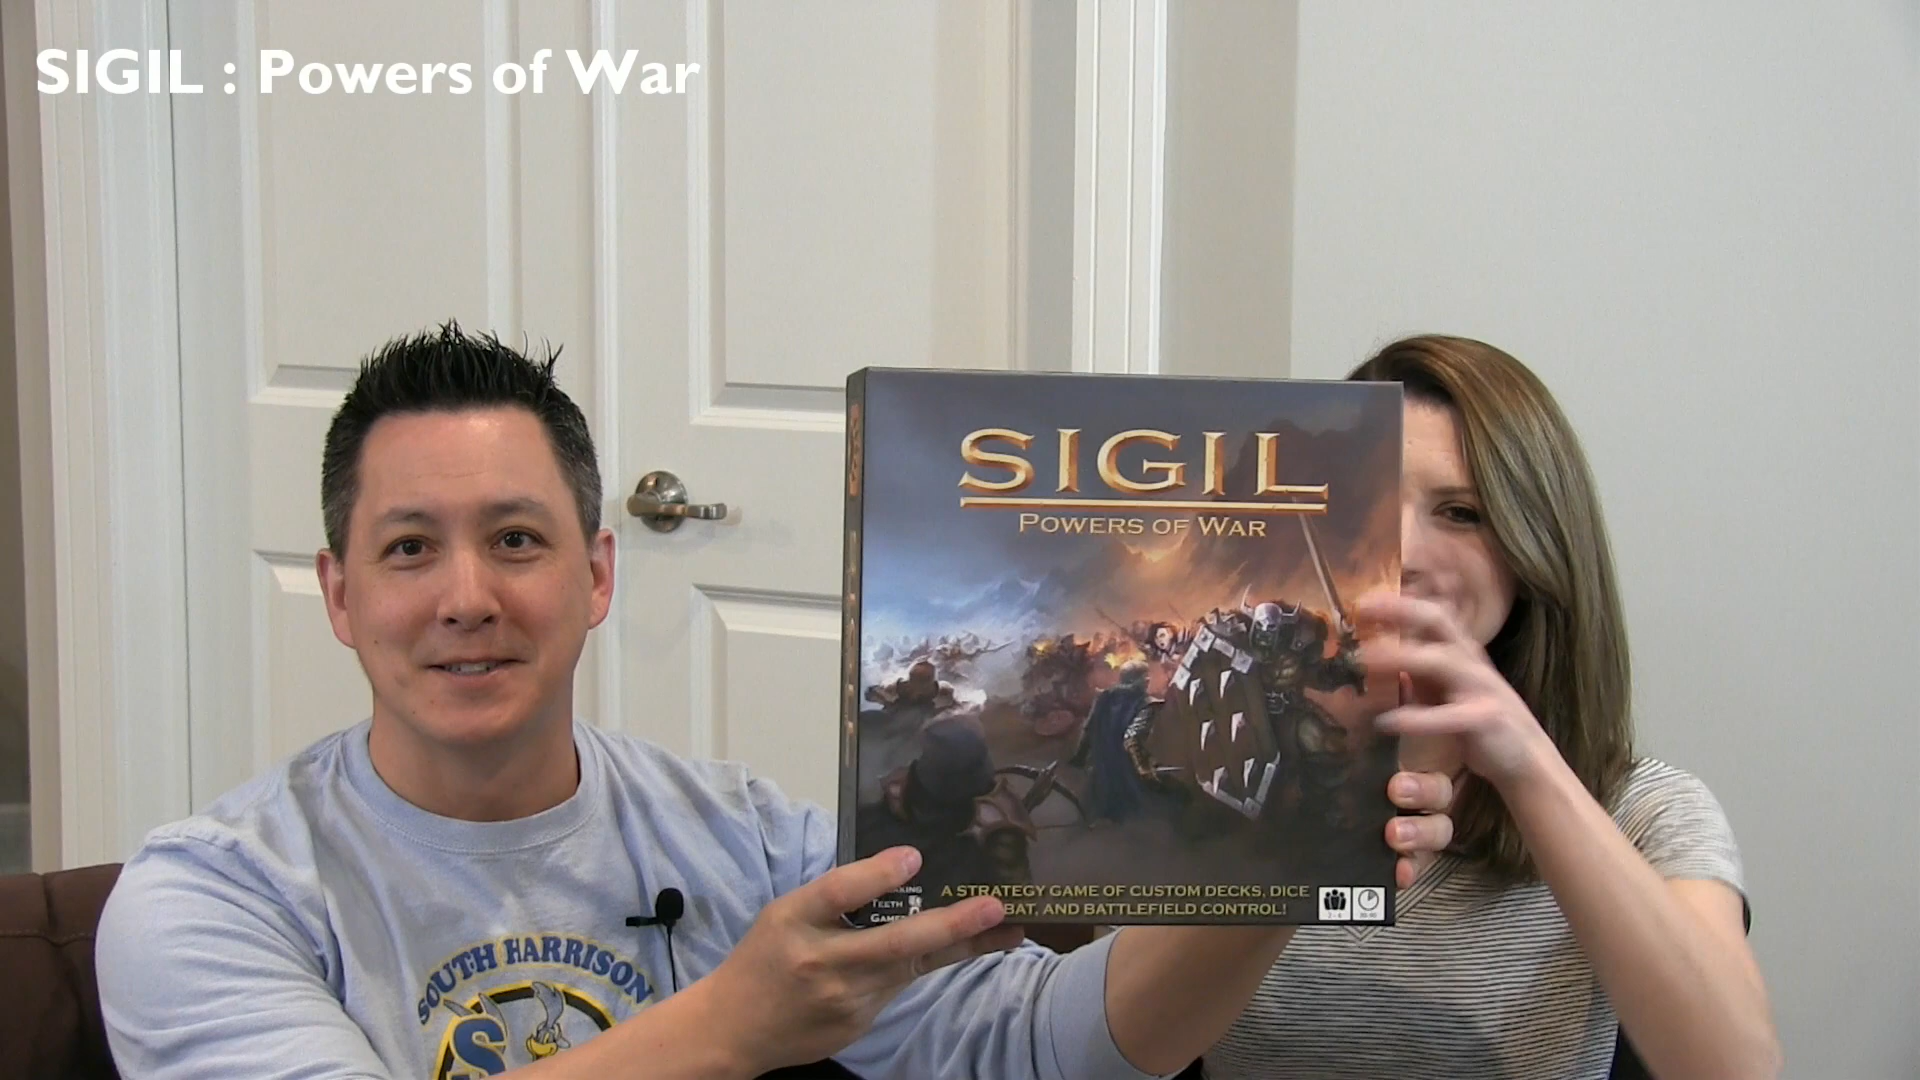 SIGIL : Powers of War
SIGIL
POWERS OF WAR
A STRATEGY GAME OF CUSTOM DECKS, DICE
AND BATTLEFIELD CONTROL!
TEETH
SOUTH HARRISON
S